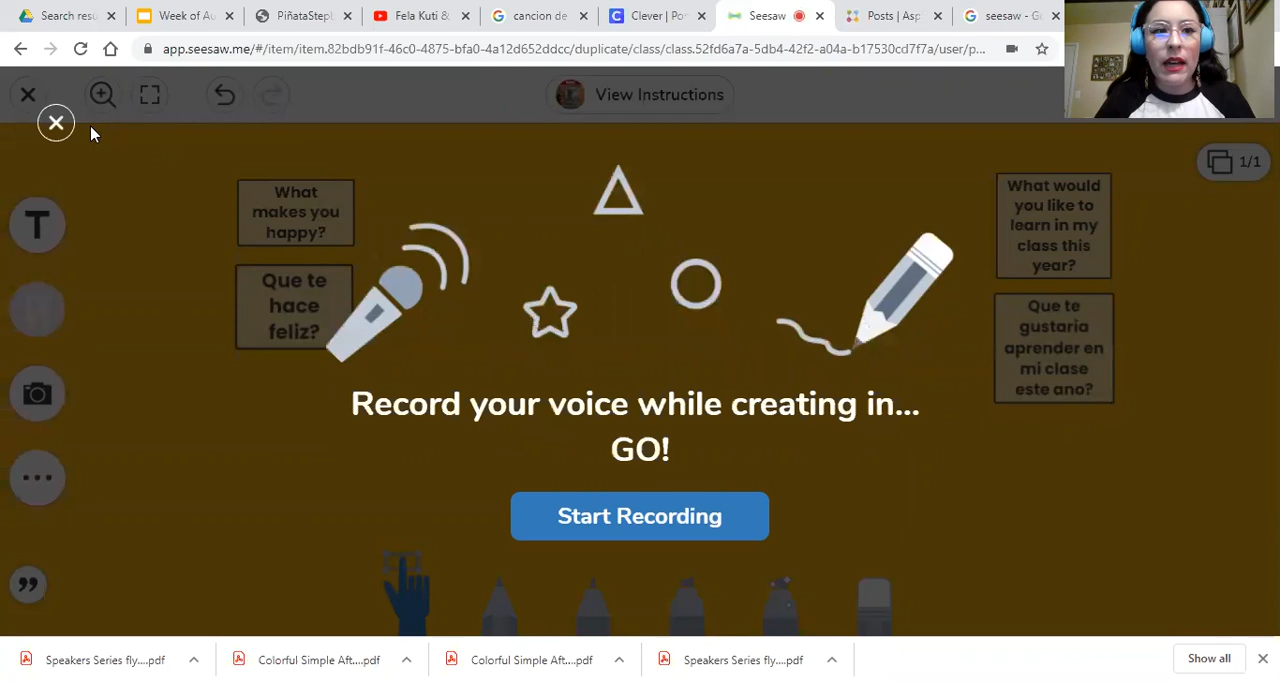 Search resu
Week of Au
PiñataStepL
Fela Kuti &
cancion de
Clever | Por
Seesaw
Posts | Asp
seesaw - Go
app.seesaw.me/#/item/item.82bdb91f-46c0-4875-bfa0-4a12d652ddcc/duplicate/class/class.52fd6a7a-5db4-42f2-a04a-b17530cd7f7a/user/p...
View Instructions
1/1
T
What
makes you
happy?
Que te
hace
feliz?
What would
you like to
learn in my
class this
year?
Que te
gustaria
aprender en
mi clase
este ano?
Record your voice while creating in...
GO!
Start Recording
Speakers Series fly....pdf
Colorful Simple Aft....pdf
Colorful Simple Aft....pdf
Speakers Series fly....pdf
Show all